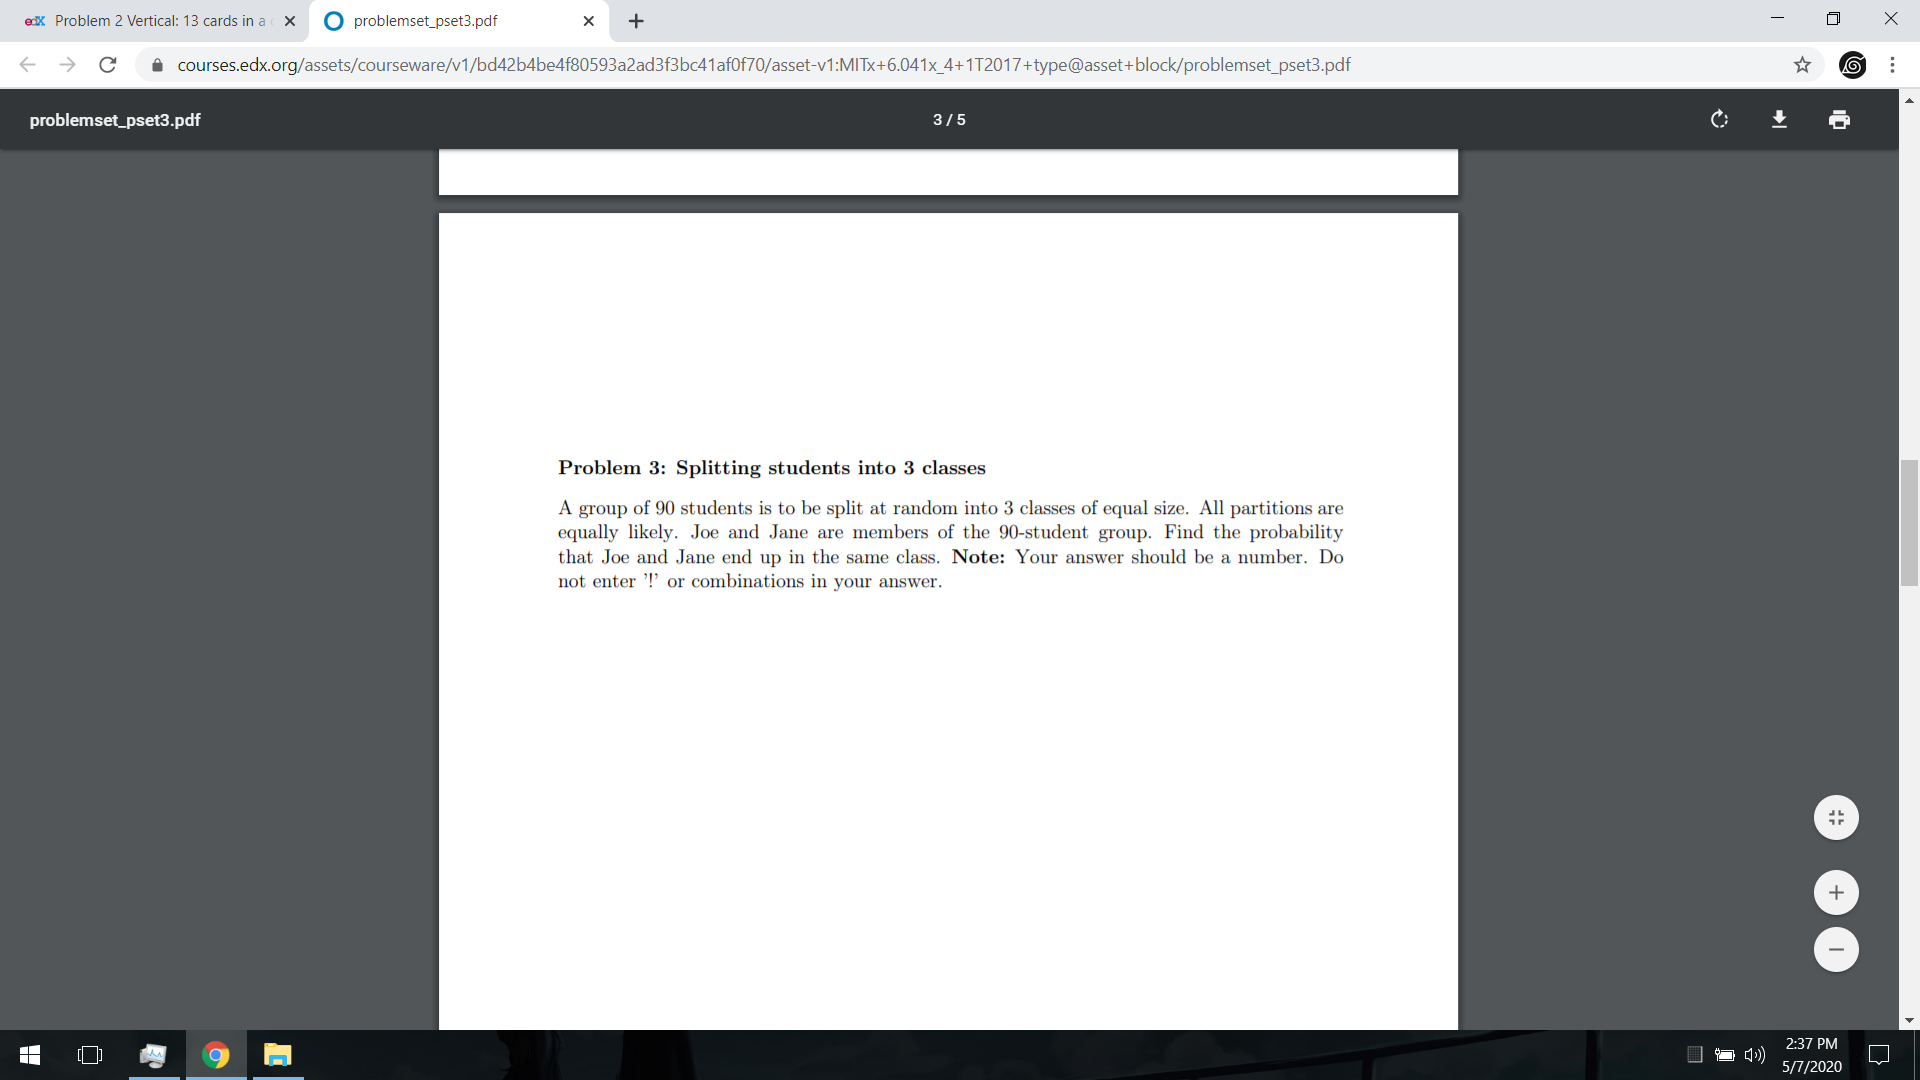 edX Problem 2 Vertical: 13 cards in a
problemset_pset3.pdf
courses.edx.org/assets/courseware/v1/bd42b4be4f80593a2ad3f3bc41af0f70/asset-v1:MITx+6.041x_4+1T2017+type@asset+block/problemset_pset3.pdf
problemset_pset3.pdf
3 / 5
Problem 3: Splitting students into 3 classes
A group of 90 students is to be split at random into 3 classes of equal size. All partitions are
equally likely. Joe and Jane are members of the 90-student group. Find the probability
that Joe and Jane end up in the same class. Note: Your answer should be a number. Do
not enter '!' or combinations in your answer.
2:37 PM
5/7/2020